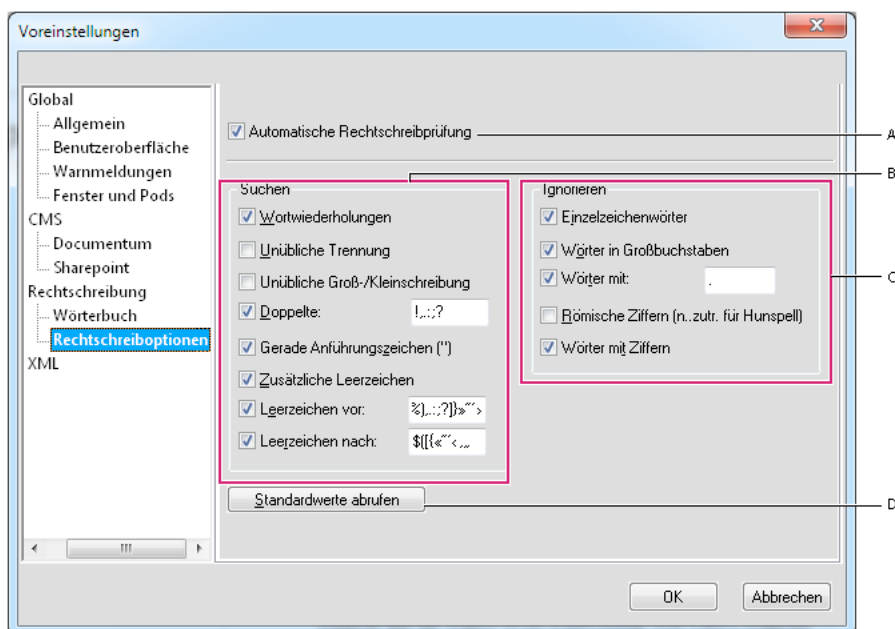 Voreinstellungen
Global
Allgemein
Benutzeroberfläche
Warnmeldungen
Fenster und Pods
CMS
Documentum
Sharepoint
Rechtschreibung
Wörterbuch
Rechtschreiboptionen
XML
Automatische Rechtschreibprüfung
A
B
Suchen
Wortwiederholungen
Unübliche Trennung
Unübliche Groß-/Kleinschreibung
Doppelte: !,.:;?
Gerade Anführungszeichen (")
Zusätzliche Leerzeichen
Leerzeichen vor:
Leerzeichen nach:
Ignorieren
Einzelzeichenwörter
Wörter in Großbuchstaben
Wörter mit: .
C
Römische Ziffern (n..zutr. für Hunspell)
Wörter mit Ziffern
Standardwerte abrufen
D
OK
Abbrechen